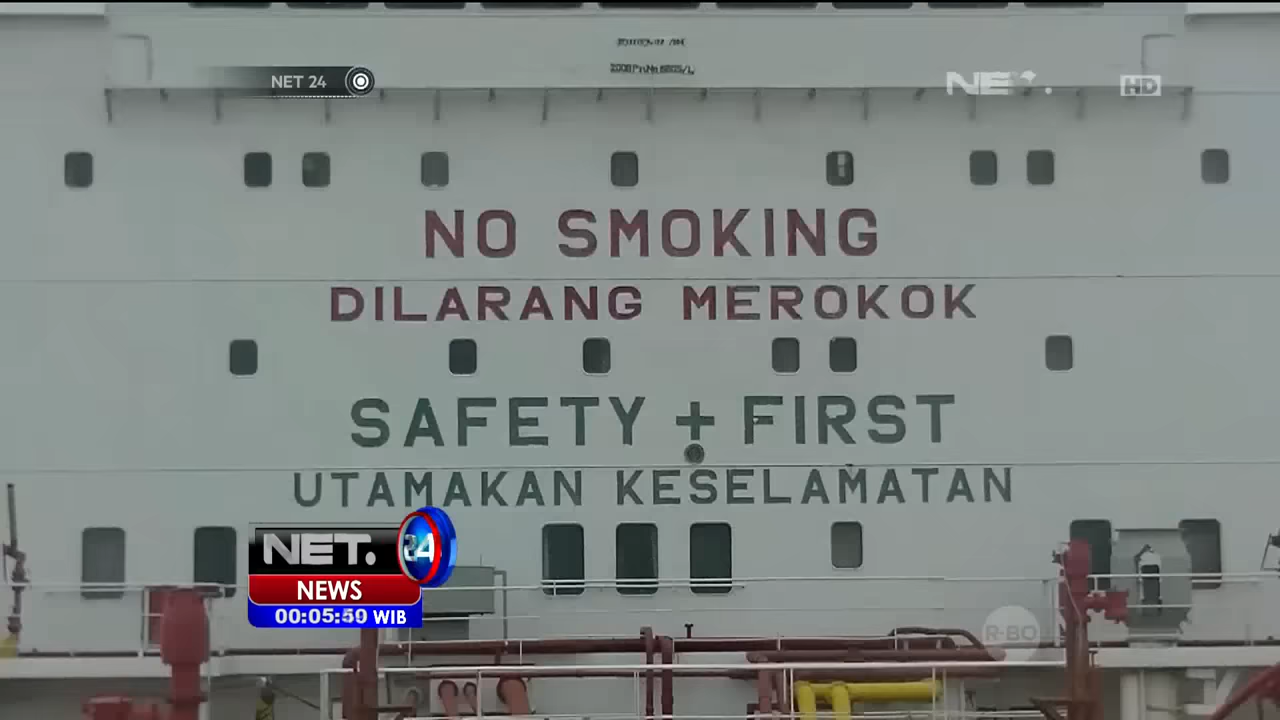 NET 24
NET.
HD
NO SMOKING
DILARANG MEROKOK
SAFETY + FIRST
UTAMAKAN KESELAMATAN
NET.
24
NEWS
00:05:50 WIB
R-BO